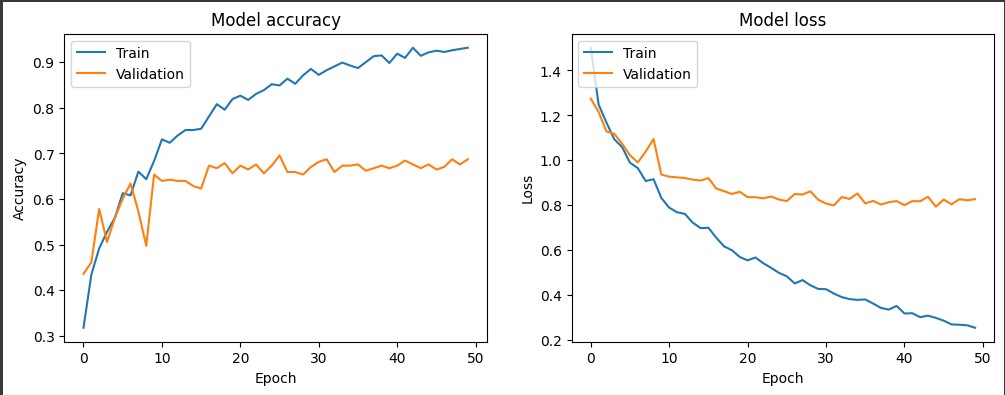 Model accuracy
Train
Validation
0.9
0.8
0.7
0.6
0.5
0.4
0.3
Accuracy
0 10 20 30 40 50
Epoch
Model loss
Train
Validation
1.4
1.2
1.0
0.8
0.6
0.4
0.2
Loss
0 10 20 30 40 50
Epoch